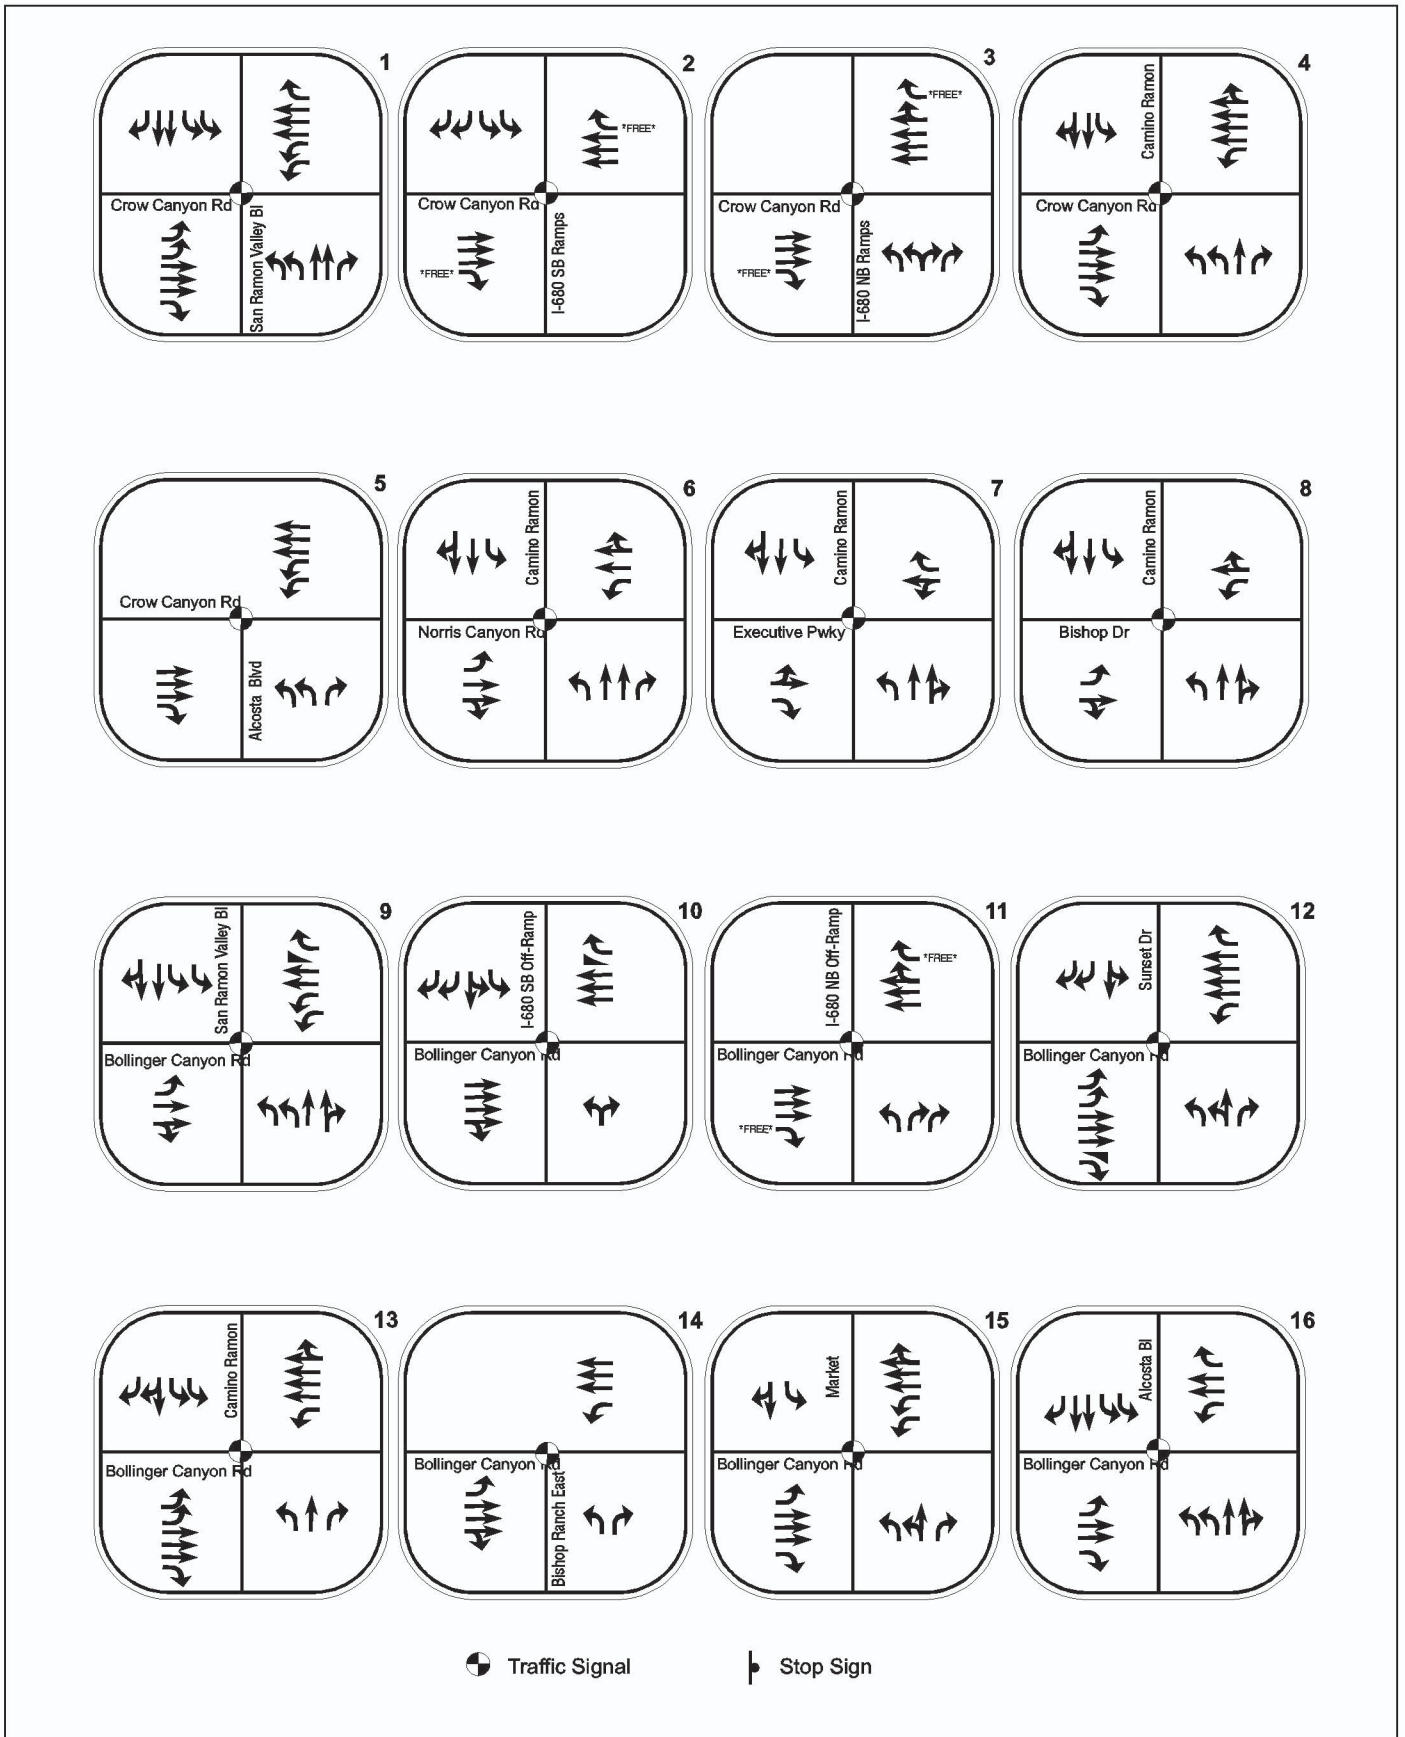 1
Crow Canyon Rd
San Ramon Valley Bl
2
*FREE*
Crow Canyon Rd
*FREE*
I-680 SB Ramps
3
*FREE*
Crow Canyon Rd
*FREE*
I-680 NB Ramps
4
Camino Ramon
Crow Canyon Rd
5
Crow Canyon Rd
Alcosta Blvd
6
Camino Ramon
Norris Canyon Rd
7
Camino Ramon
Executive Pwky
8
Camino Ramon
Bishop Dr
9
San Ramon Valley Bl
Bollinger Canyon Rd
10
I-680 SB Off-Ramp
Bollinger Canyon Rd
11
I-680 NB Off-Ramp
*FREE*
Bollinger Canyon Rd
*FREE*
12
Sunset Dr
Bollinger Canyon Rd
13
Camino Ramon
Bollinger Canyon Rd
14
Bollinger Canyon Rd
Bishop Ranch East
15
Market
Bollinger Canyon Rd
16
Alcosta Bl
Bollinger Canyon Rd
Traffic Signal
Stop Sign